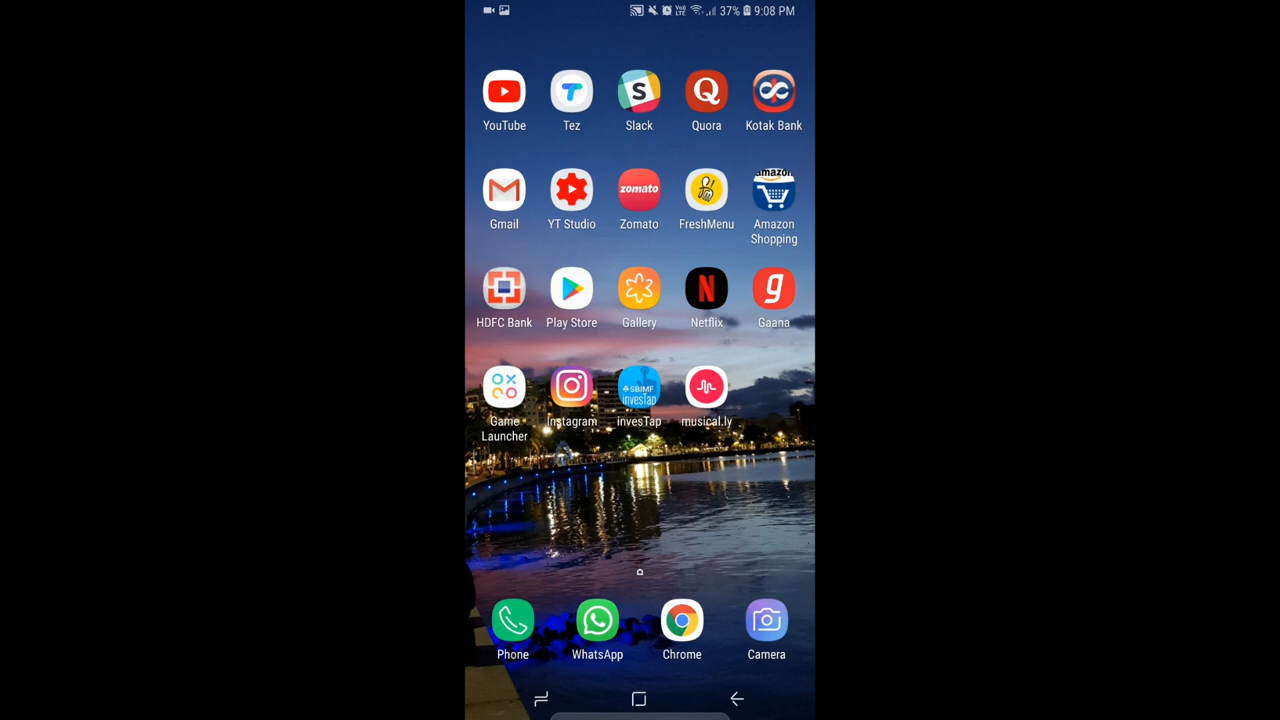 VoD LTE 37% 9:08 PM
T S Q
YouTube Tez Slack Quora Kotak Bank
zomato amazon
Gmail YT Studio Zomato FreshMenu Amazon Shopping
N g
HDFC Bank Play Store Gallery Netflix Gaana
SBIMF
invesTap
Game Launcher Instagram invesTap musical.ly
Phone WhatsApp Chrome Camera